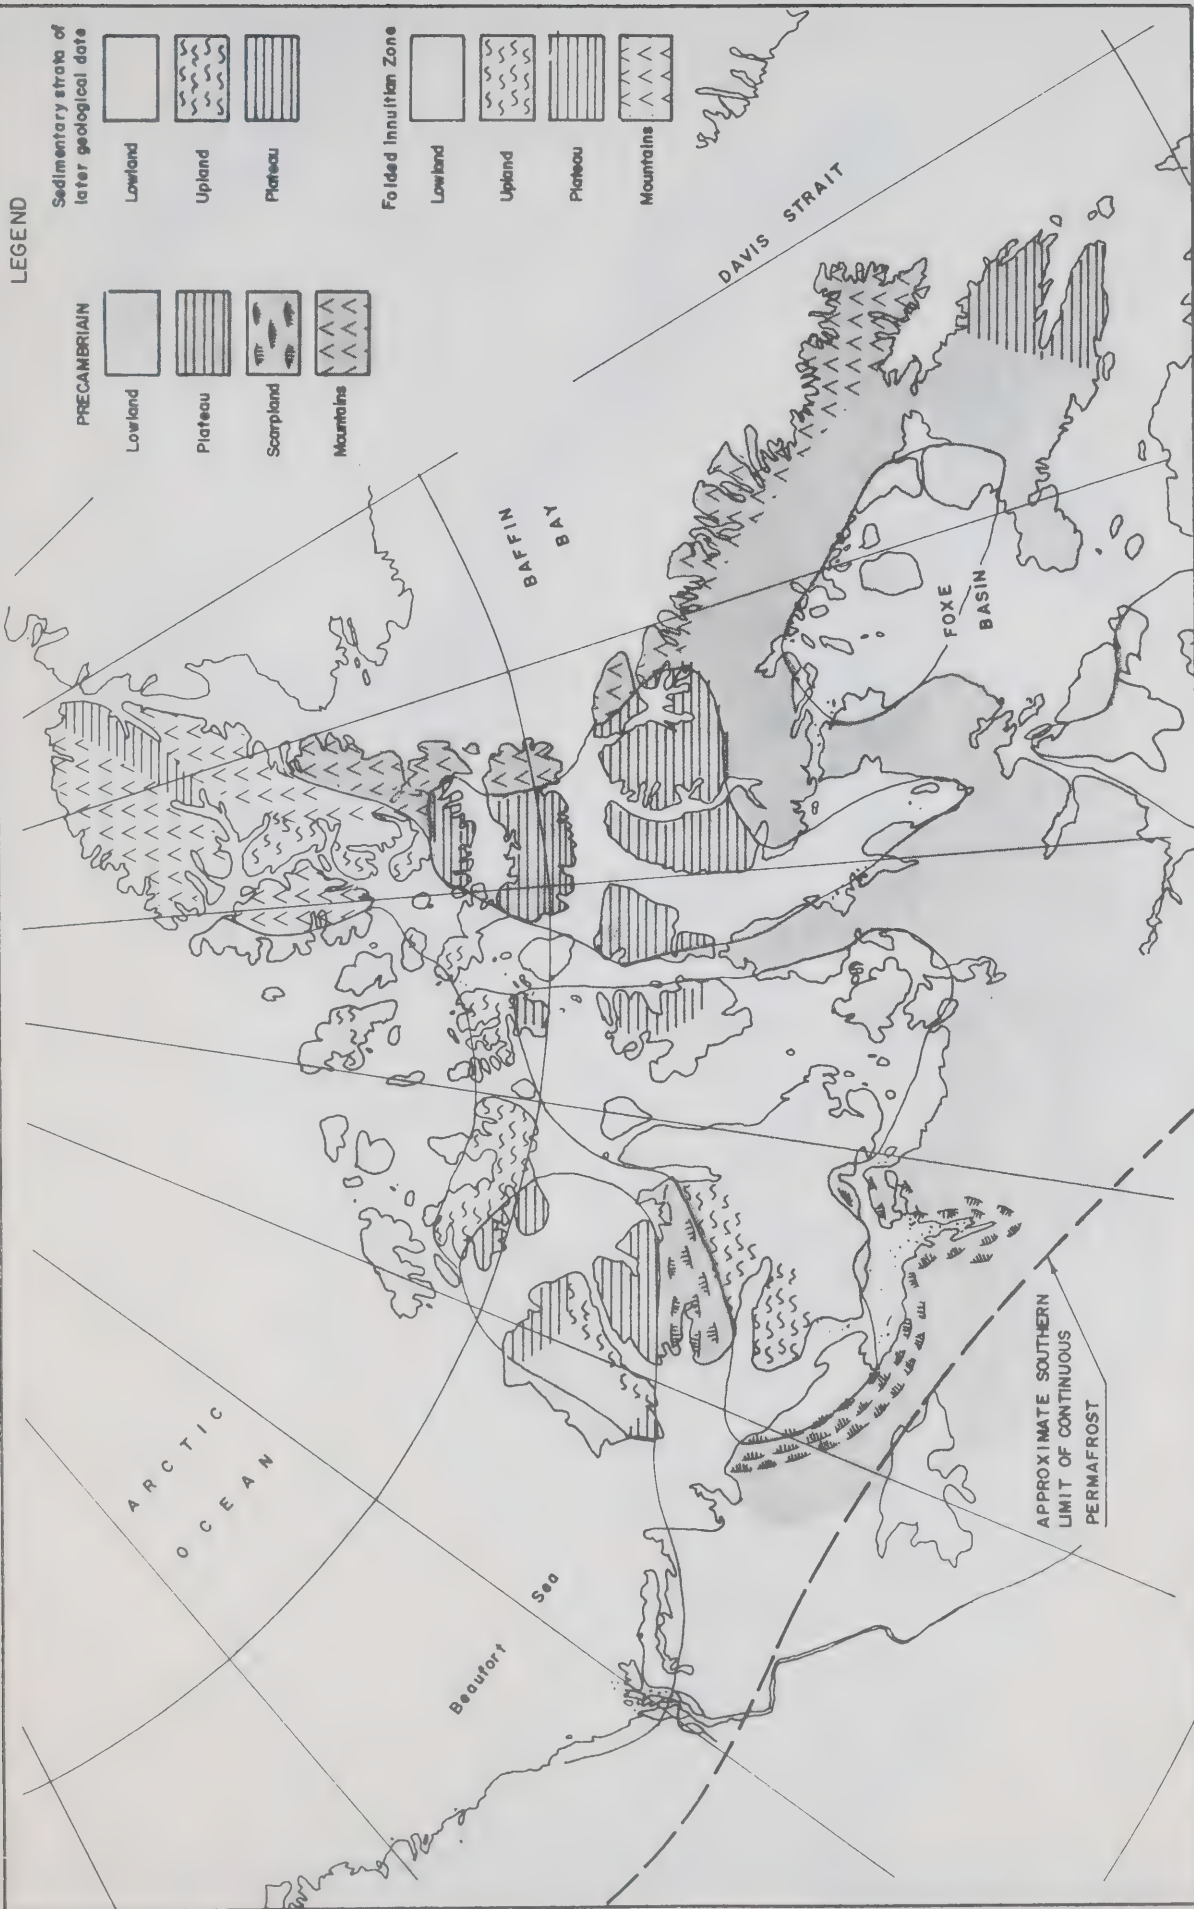 LEGEND
PRECAMBRIAIN
Lowland
Plateau
Scarpland
Mountains
Sedimentary strata of
later geological date
Lowland
Upland
Plateau
Folded Innuitian Zone
Lowland
Upland
Plateau
Mountains
ARCTIC
OCEAN
Beaufort
Sea
BAFFIN
BAY
DAVIS STRAIT
FOXE
BASIN
APPROXIMATE SOUTHERN
LIMIT OF CONTINUOUS
PERMAFROST